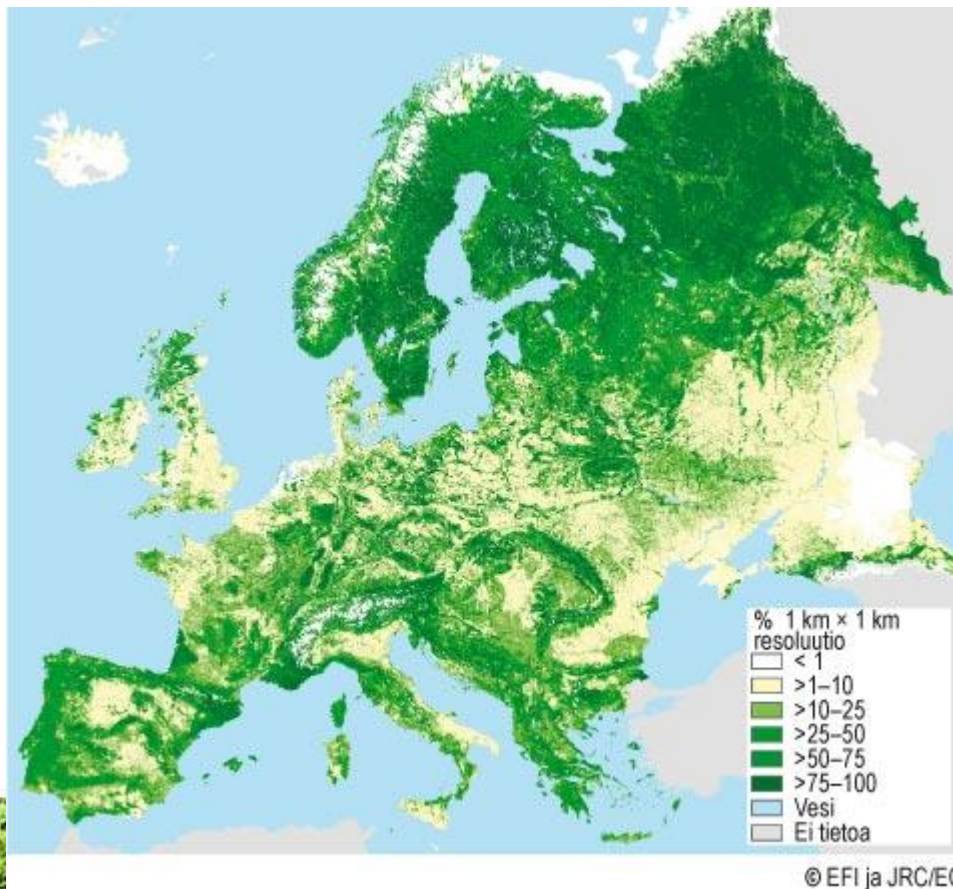 % 1 km × 1 km
resoluutio
< 1
>1–10
>10–25
>25–50
>50–75
>75–100
Vesi
Ei tietoa
© EFI ja JRC/EC